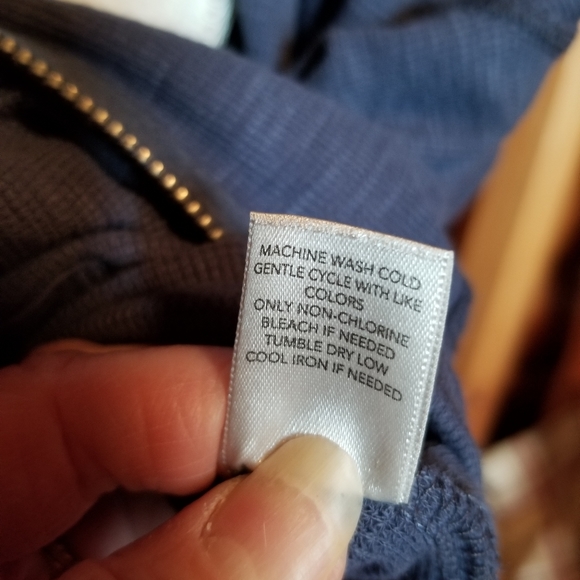 MACHINE WASH COLD
GENTLE CYCLE WITH LIKE
COLORS
ONLY NON-CHLORINE
BLEACH IF NEEDED
TUMBLE DRY LOW
COOL IRON IF NEEDED